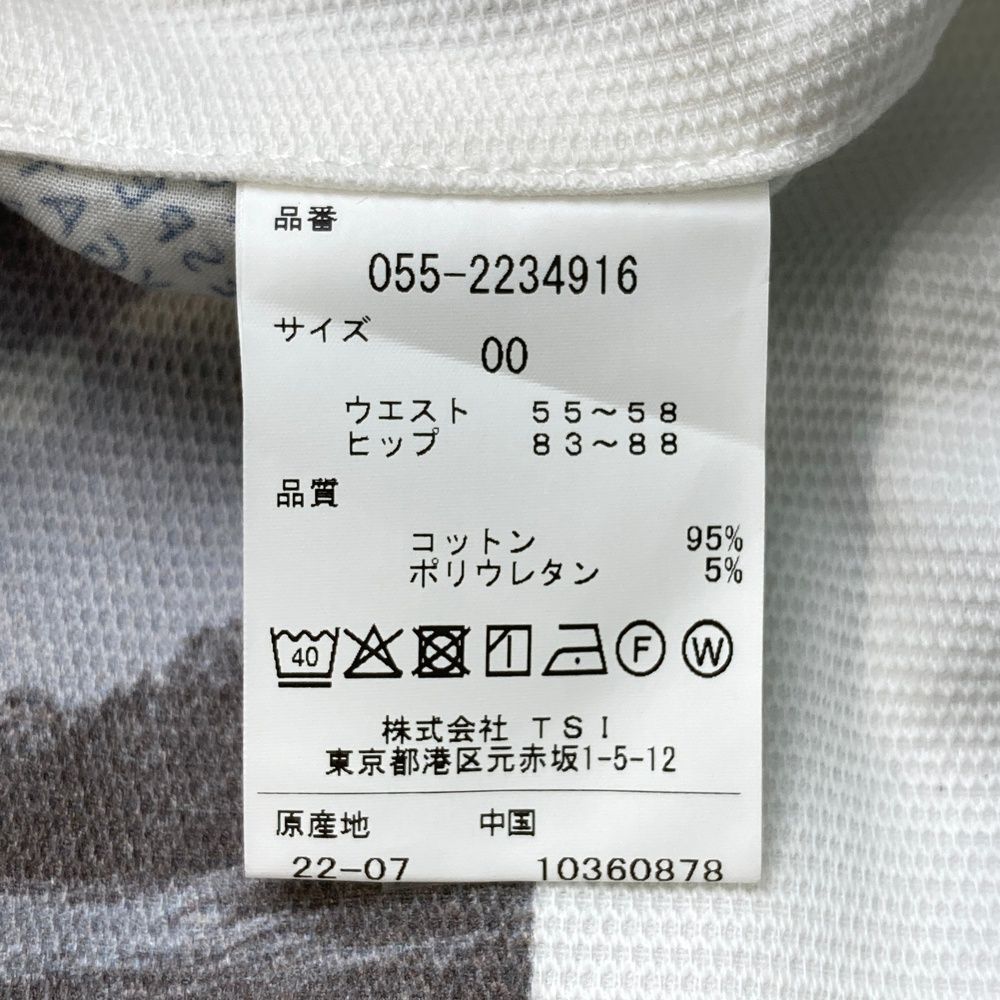 品番
055-2234916
サイズ
00
ウエスト 55～58
ヒップ 83～88
品質
コットン 95%
ポリウレタン 5%
40 F W
株式会社 TSI
東京都港区元赤坂1-5-12
原産地 中国
22-07 10360878